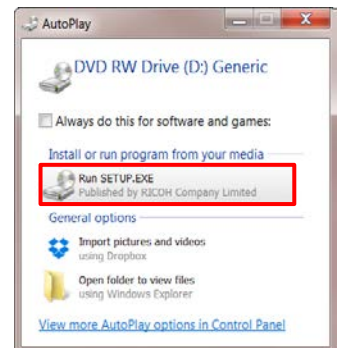 AutoPlay
DVD RW Drive (D:) Generic
Always do this for software and games:
Install or run program from your media
Run SETUP.EXE
Published by RICOH Company Limited
General options
Import pictures and videos
using Dropbox
Open folder to view files
using Windows Explorer
View more AutoPlay options in Control Panel